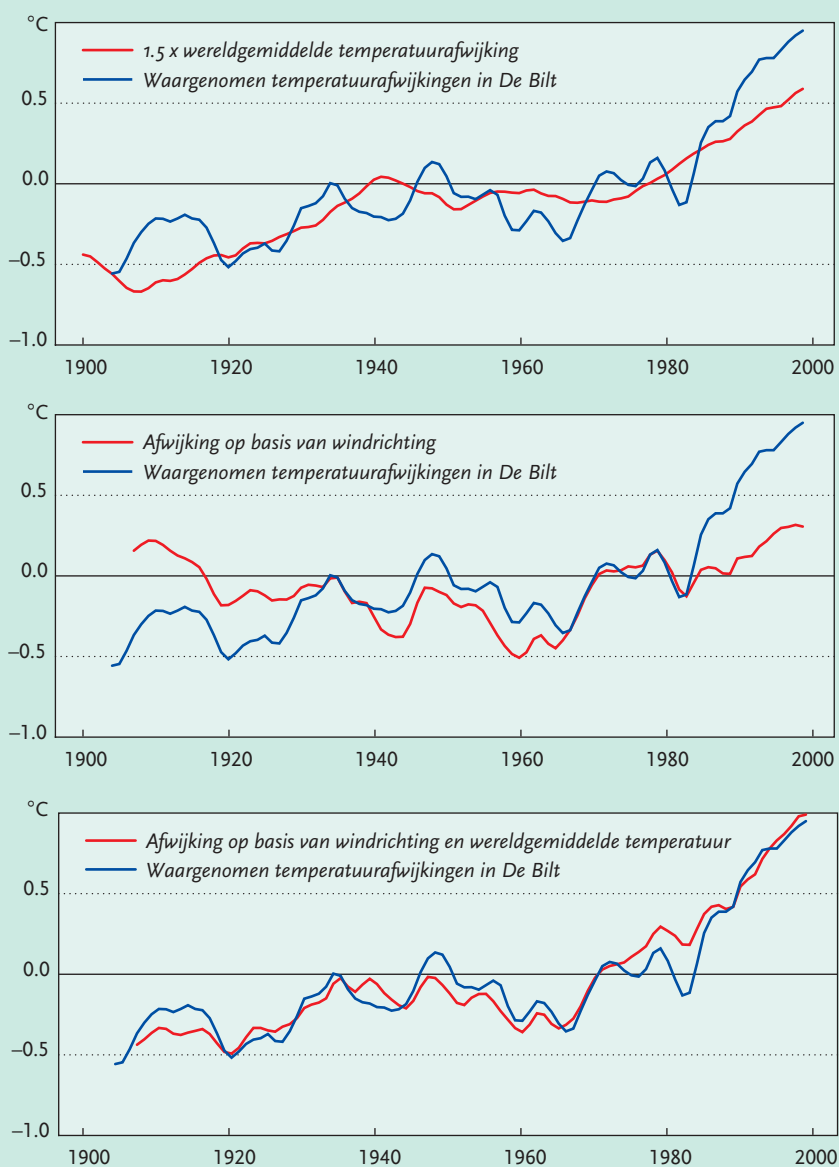 °C
1.5 x wereldgemiddelde temperatuurafwijking
Waargenomen temperatuurafwijkingen in De Bilt
0.5
0.0
–0.5
–1.0
1900 1920 1940 1960 1980 2000
°C
Afwijking op basis van windrichting
Waargenomen temperatuurafwijkingen in De Bilt
0.5
0.0
–0.5
–1.0
1900 1920 1940 1960 1980 2000
°C
Afwijking op basis van windrichting en wereldgemiddelde temperatuur
Waargenomen temperatuurafwijkingen in De Bilt
0.5
0.0
–0.5
–1.0
1900 1920 1940 1960 1980 2000